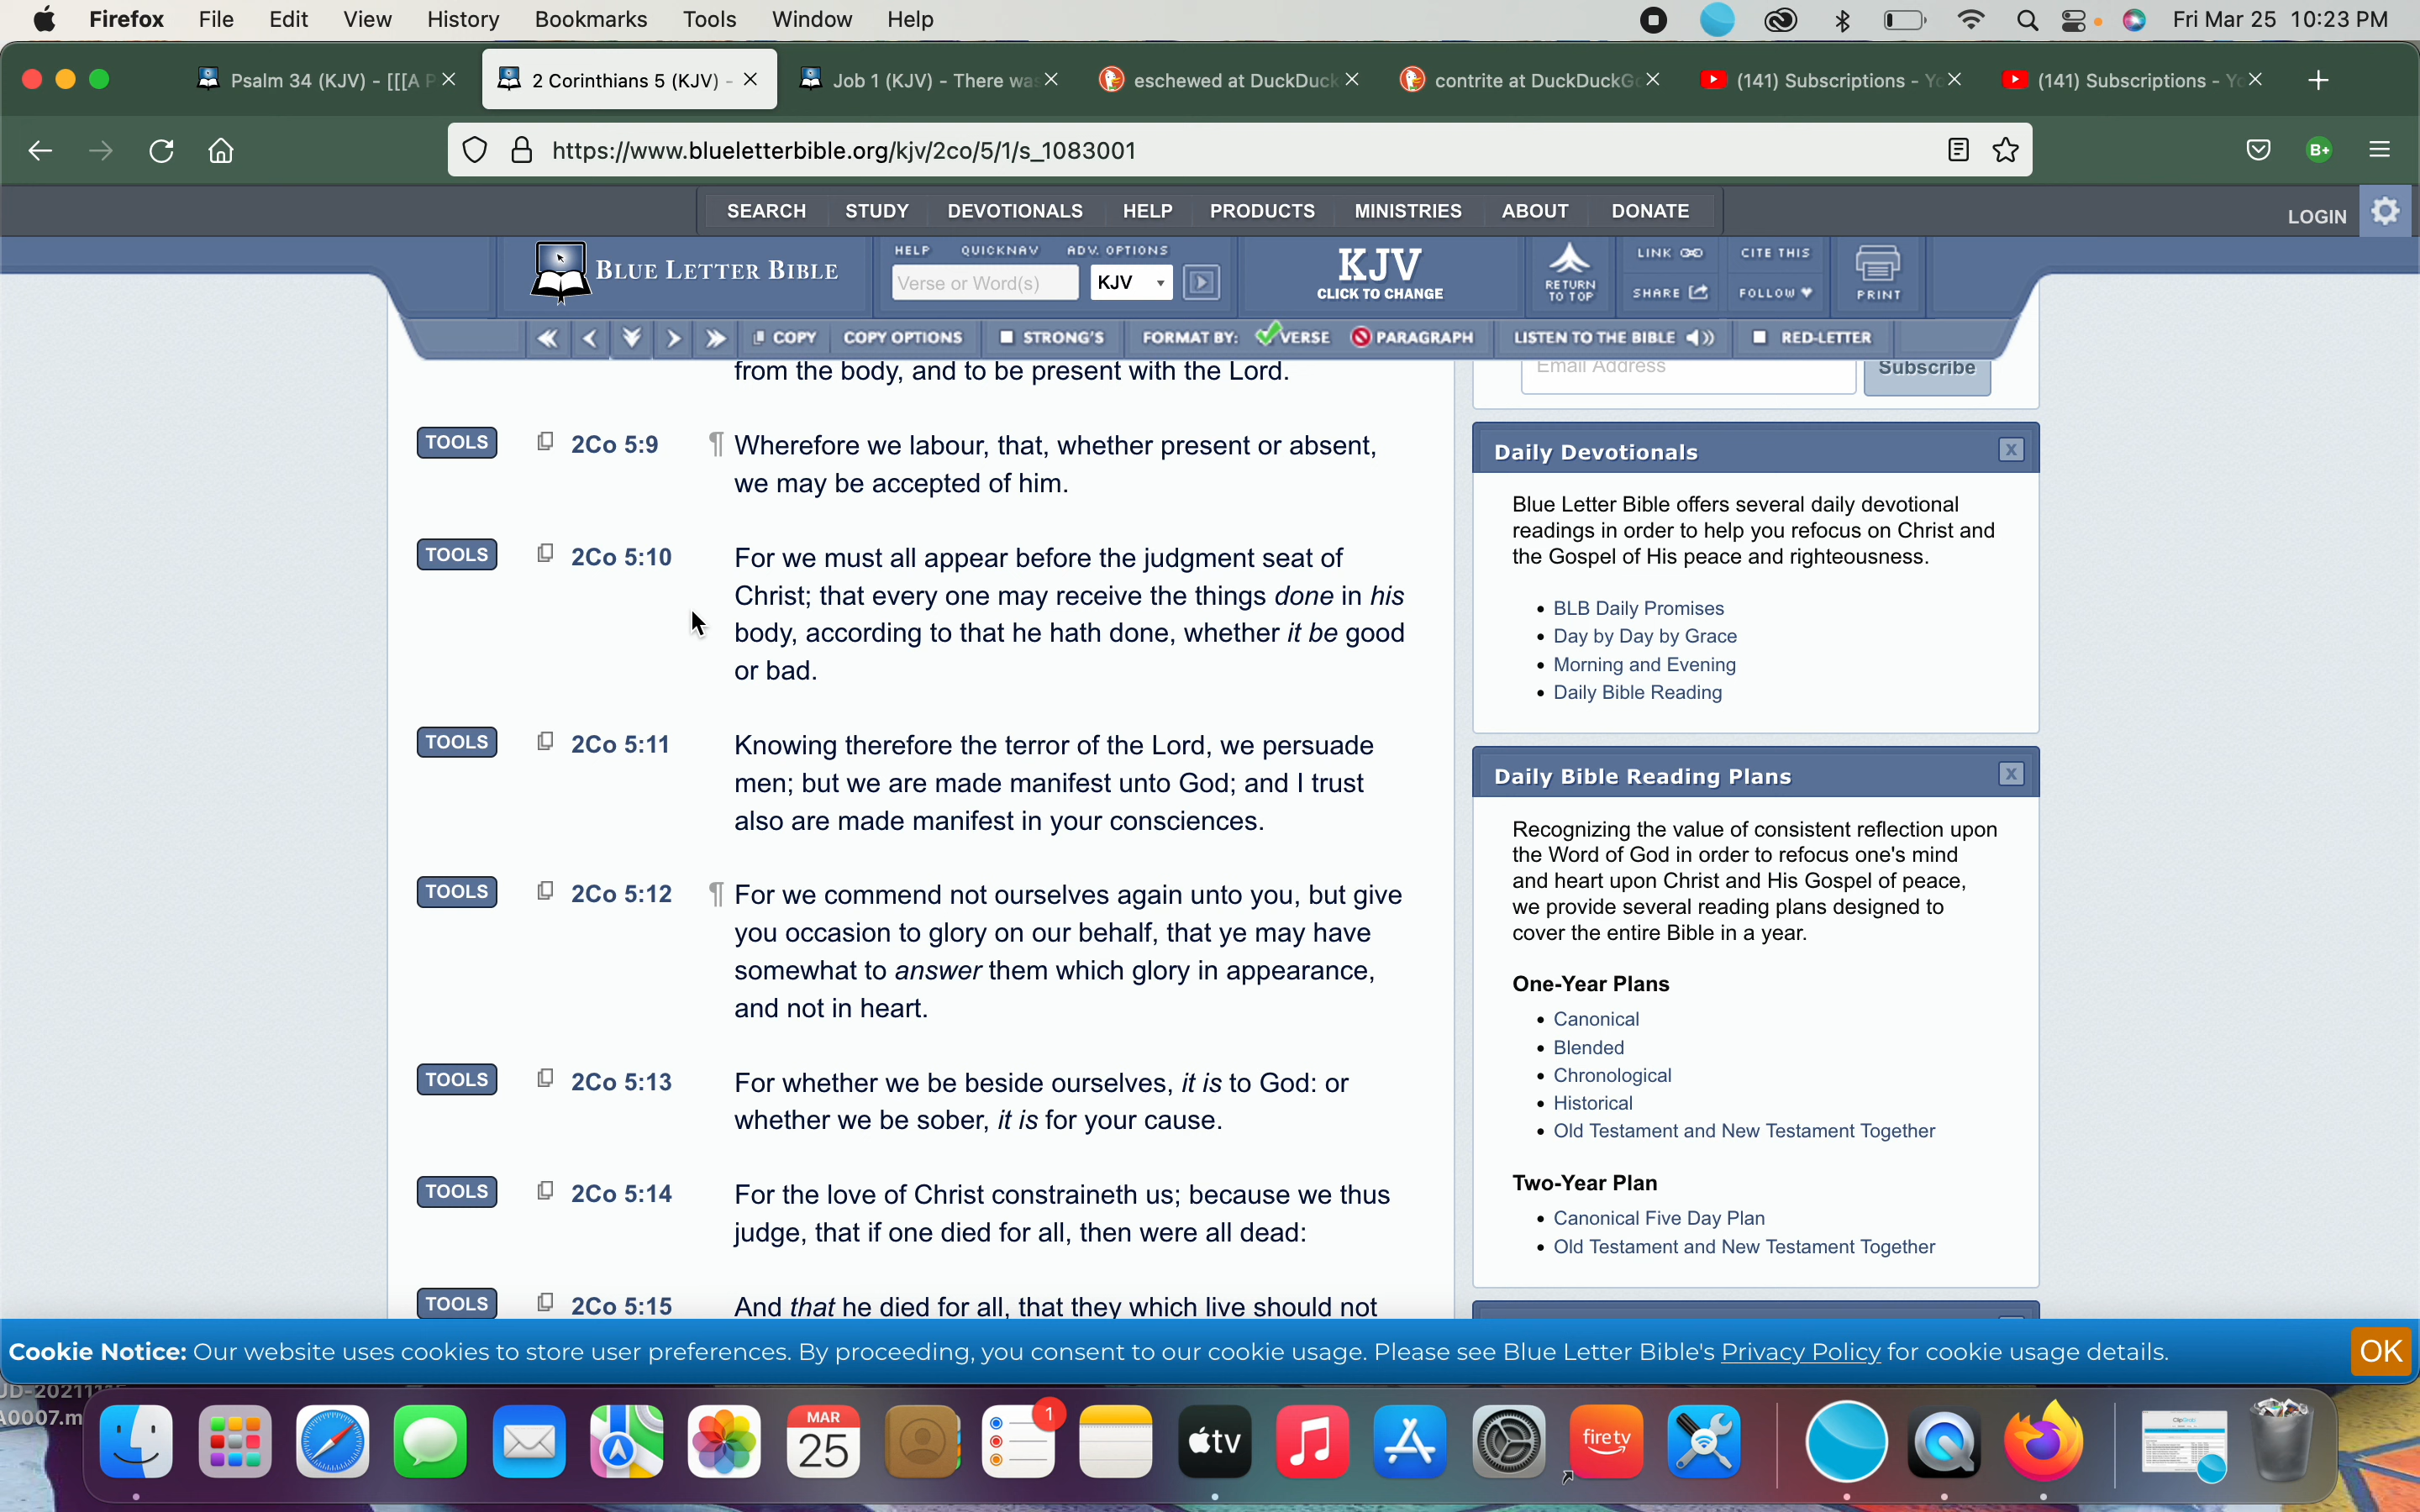 Firefox File Edit View History Bookmarks Tools Window Help Fri Mar 25 10:23 PM
Psalm 34 (KJV) - [[[A P
2 Corinthians 5 (KJV) -
Job 1 (KJV) - There was
eschewed at DuckDuck
contrite at DuckDuckG
(141) Subscriptions - Yo
(141) Subscriptions - Yo
https://www.blueletterbible.org/kjv/2co/5/1/s_1083001
B+
SEARCH STUDY DEVOTIONALS HELP PRODUCTS MINISTRIES ABOUT DONATE
LOGIN
BLUE LETTER BIBLE
HELP QUICKNAV ADV. OPTIONS
Verse or Word(s)
KJV
KJV
CLICK TO CHANGE
RETURN
TO TOP
LINK
CITE THIS
SHARE
FOLLOW
PRINT
COPY COPY OPTIONS STRONG'S FORMAT BY: VERSE PARAGRAPH LISTEN TO THE BIBLE RED-LETTER
from the body, and to be present with the Lord.
TOOLS 2Co 5:9 ¶ Wherefore we labour, that, whether present or absent,
we may be accepted of him.
TOOLS 2Co 5:10 For we must all appear before the judgment seat of
Christ; that every one may receive the things done in his
body, according to that he hath done, whether it be good
or bad.
TOOLS 2Co 5:11 Knowing therefore the terror of the Lord, we persuade
men; but we are made manifest unto God; and I trust
also are made manifest in your consciences.
TOOLS 2Co 5:12 ¶ For we commend not ourselves again unto you, but give
you occasion to glory on our behalf, that ye may have
somewhat to answer them which glory in appearance,
and not in heart.
TOOLS 2Co 5:13 For whether we be beside ourselves, it is to God: or
whether we be sober, it is for your cause.
TOOLS 2Co 5:14 For the love of Christ constraineth us; because we thus
judge, that if one died for all, then were all dead:
TOOLS 2Co 5:15 And that he died for all, that they which live should not
Email Address
Subscribe
Daily Devotionals
x
Blue Letter Bible offers several daily devotional
readings in order to help you refocus on Christ and
the Gospel of His peace and righteousness.
• BLB Daily Promises
• Day by Day by Grace
• Morning and Evening
• Daily Bible Reading
Daily Bible Reading Plans
x
Recognizing the value of consistent reflection upon
the Word of God in order to refocus one's mind
and heart upon Christ and His Gospel of peace,
we provide several reading plans designed to
cover the entire Bible in a year.
One-Year Plans
• Canonical
• Blended
• Chronological
• Historical
• Old Testament and New Testament Together
Two-Year Plan
• Canonical Five Day Plan
• Old Testament and New Testament Together
Cookie Notice: Our website uses cookies to store user preferences. By proceeding, you consent to our cookie usage. Please see Blue Letter Bible's Privacy Policy for cookie usage details.
OK
A0007.m
MAR
25
1
tv
fire tv